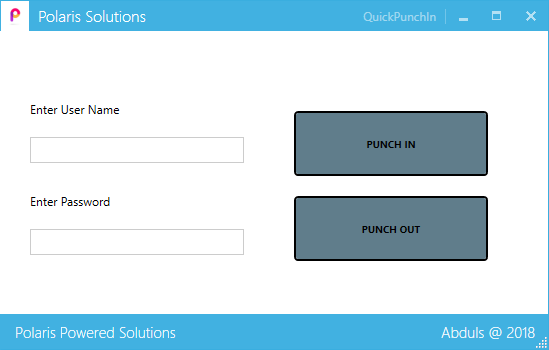 Polaris Solutions
QuickPunchIn
Enter User Name
PUNCH IN
Enter Password
PUNCH OUT
Polaris Powered Solutions
Abduls @ 2018